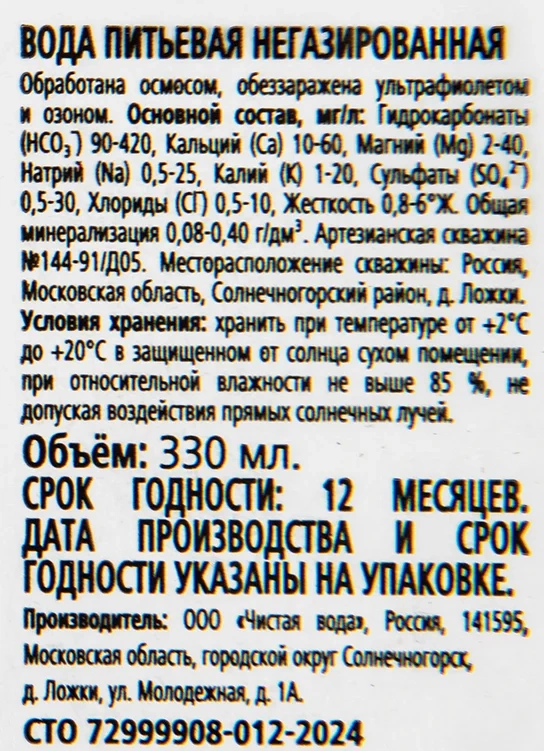 ВОДА ПИТЬЕВАЯ НЕГАЗИРОВАННАЯ
Обработана осмосом, обеззаражена ультрафиолетом
и озоном. Основной состав, мг/л: Гидрокарбонаты
(HCO₃⁻) 90-420, Кальций (Ca) 10-60, Магний (Mg) 2-40,
Натрий (Na) 0,5-25, Калий (K) 1-20, Сульфаты (SO₄²⁻)
0,5-30, Хлориды (Cl⁻) 0,5-10, Жесткость 0,8-6°Ж. Общая
минерализация 0,08-0,40 г/дм³. Артезианская скважина
№144-91/Д05. Месторасположение скважины: Россия,
Московская область, Солнечногорский район, д. Ложки.
Условия хранения: хранить при температуре от +2°C
до +20°C в защищенном от солнца сухом помещении,
при относительной влажности не выше 85 %, не
допуская воздействия прямых солнечных лучей.
Объём: 330 мл.
СРОК ГОДНОСТИ: 12 МЕСЯЦЕВ.
ДАТА ПРОИЗВОДСТВА И СРОК
ГОДНОСТИ УКАЗАНЫ НА УПАКОВКЕ.
Производитель: ООО «Чистая вода», Россия, 141595,
Московская область, городской округ Солнечногорск,
д. Ложки, ул. Молодежная, д. 1А.
СТО 72999908-012-2024